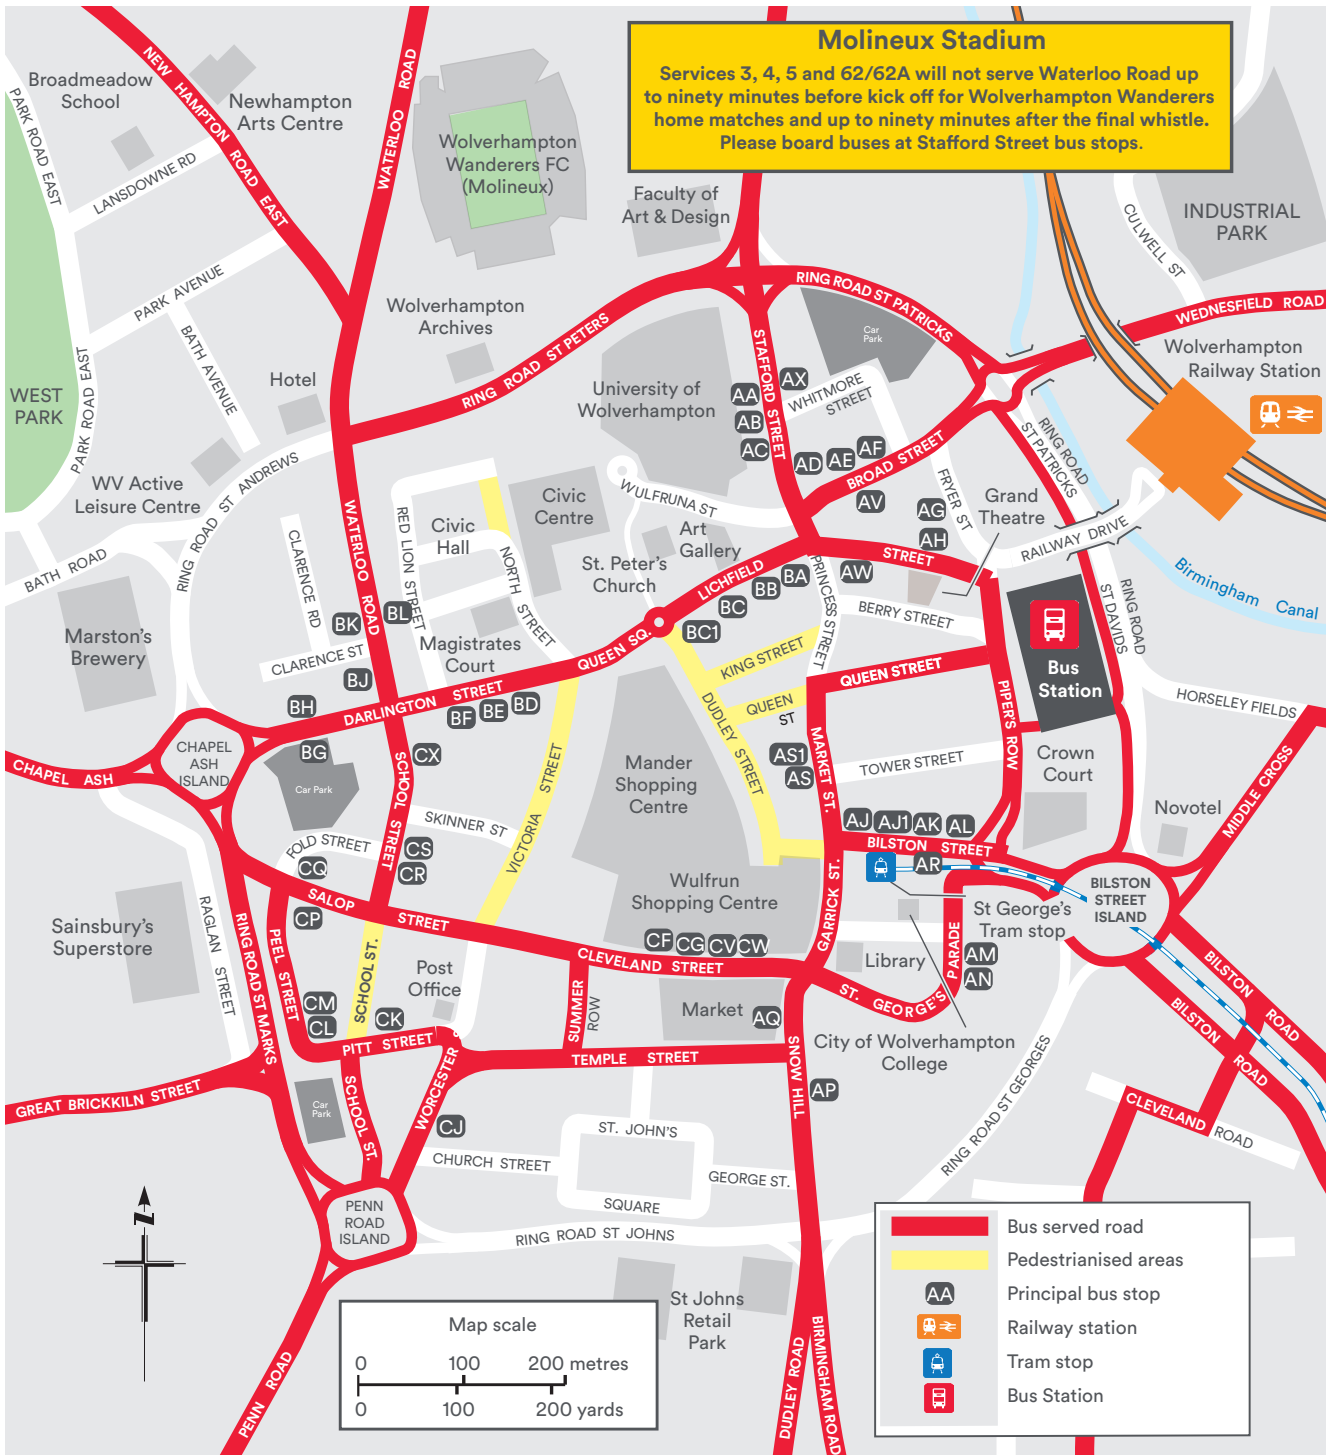 Molineux Stadium
Services 3, 4, 5 and 62/62A will not serve Waterloo Road up
to ninety minutes before kick off for Wolverhampton Wanderers
home matches and up to ninety minutes after the final whistle.
Please board buses at Stafford Street bus stops.
Broadmeadow
School
NEW HAMPTON ROAD EAST
Newhampton
Arts Centre
WATERLOO ROAD
Wolverhampton
Wanderers FC
(Molineux)
Faculty of
Art & Design
PARK ROAD EAST
LANSDOWNE RD
CULWELL ST
INDUSTRIAL
PARK
PARK AVENUE
BATH AVENUE
Wolverhampton
Archives
RING ROAD ST PETERS
RING ROAD ST PATRICKS
Car
Park
WEDNESFIELD ROAD
Wolverhampton
Railway Station
Hotel
WEST
PARK
PARK ROAD EAST
University of
Wolverhampton
STAFFORD STREET
AX
AA
AB
AC
WHITMORE
STREET
AD
AE
AF
BROAD STREET
AV
FRYER ST
AG
AH
Grand
Theatre
RING ROAD
ST PATRICKS
RAILWAY DRIVE
WV Active
Leisure Centre
RING ROAD ST ANDREWS
BATH ROAD
CLARENCE RD
WATERLOO ROAD
RED LION STREET
Civic
Hall
Civic
Centre
NORTH STREET
WULFRUNA ST
Art
Gallery
St. Peter's
Church
LICHFIELD
STREET
BA
BB
BC
BC1
AW
PRINCESS STREET
BERRY STREET
Birmingham Canal
RING ROAD
ST DAVIDS
Bus
Station
Marston's
Brewery
BK
BL
CLARENCE ST
BJ
BH
Magistrates
Court
QUEEN SQ.
DARLINGTON STREET
BF
BE
BD
KING STREET
QUEEN
ST
QUEEN STREET
DUDLEY STREET
PIPER'S ROW
HORSELEY FIELDS
CHAPEL ASH
CHAPEL
ASH
ISLAND
BG
Car Park
CX
SCHOOL STREET
VICTORIA STREET
Mander
Shopping
Centre
AS1
AS
MARKET ST.
TOWER STREET
Crown
Court
MIDDLE CROSS
Novotel
SKINNER ST
FOLD STREET
CS
CR
CQ
AJ
AJ1
AK
AL
BILSTON STREET
AR
BILSTON
STREET
ISLAND
St George's
Tram stop
Wulfrun
Shopping Centre
GARRICK ST.
SALOP
STREET
CP
PEEL STREET
Sainsbury's
Superstore
RAGLAN STREET
RING ROAD ST MARKS
SCHOOL ST.
CF
CG
CV
CW
CLEVELAND STREET
Library
PARADE
AM
AN
ST. GEORGE'S
BILSTON ROAD
BILSTON ROAD
Post
Office
CM
CL
CK
SUMMER
ROW
Market
AQ
City of Wolverhampton
College
PITT STREET
TEMPLE STREET
SNOW HILL
AP
GREAT BRICKKILN STREET
Car
Park
SCHOOL ST.
WORCESTER S
CJ
RING ROAD ST GEORGES
CLEVELAND ROAD
ST. JOHN'S
SQUARE
CHURCH STREET
GEORGE ST.
PENN
ROAD
ISLAND
RING ROAD ST JOHNS
N
St Johns
Retail
Park
PENN ROAD
DUDLEY ROAD
BIRMINGHAM ROAD
Map scale
0 100 200 metres
0 100 200 yards
Bus served road
Pedestrianised areas
AA Principal bus stop
Railway station
Tram stop
Bus Station